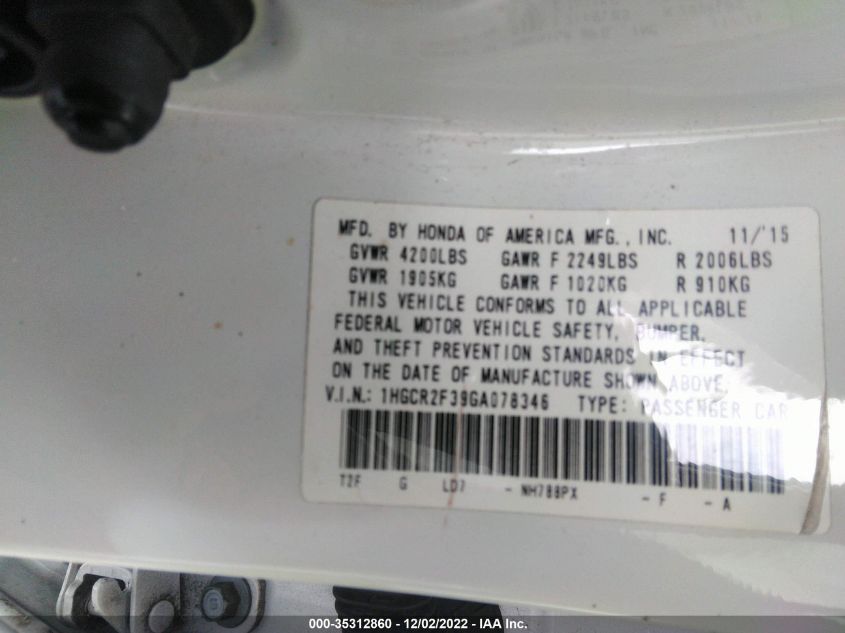 MFD. BY HONDA OF AMERICA MFG., INC. 11/'15
GVWR 4200LBS GAWR F 2249LBS R 2006LBS
GVWR 1905KG GAWR F 1020KG R 910KG
THIS VEHICLE CONFORMS TO ALL APPLICABLE
FEDERAL MOTOR VEHICLE SAFETY, BUMPER,
AND THEFT PREVENTION STANDARDS IN EFFECT
ON THE DATE OF MANUFACTURE SHOWN ABOVE.
V.I.N.: 1HGCR2F39GA078346 TYPE: PASSENGER CAR
T2F G LD7 - NH788PX - F - A
000-35312860 - 12/02/2022 - IAA Inc.